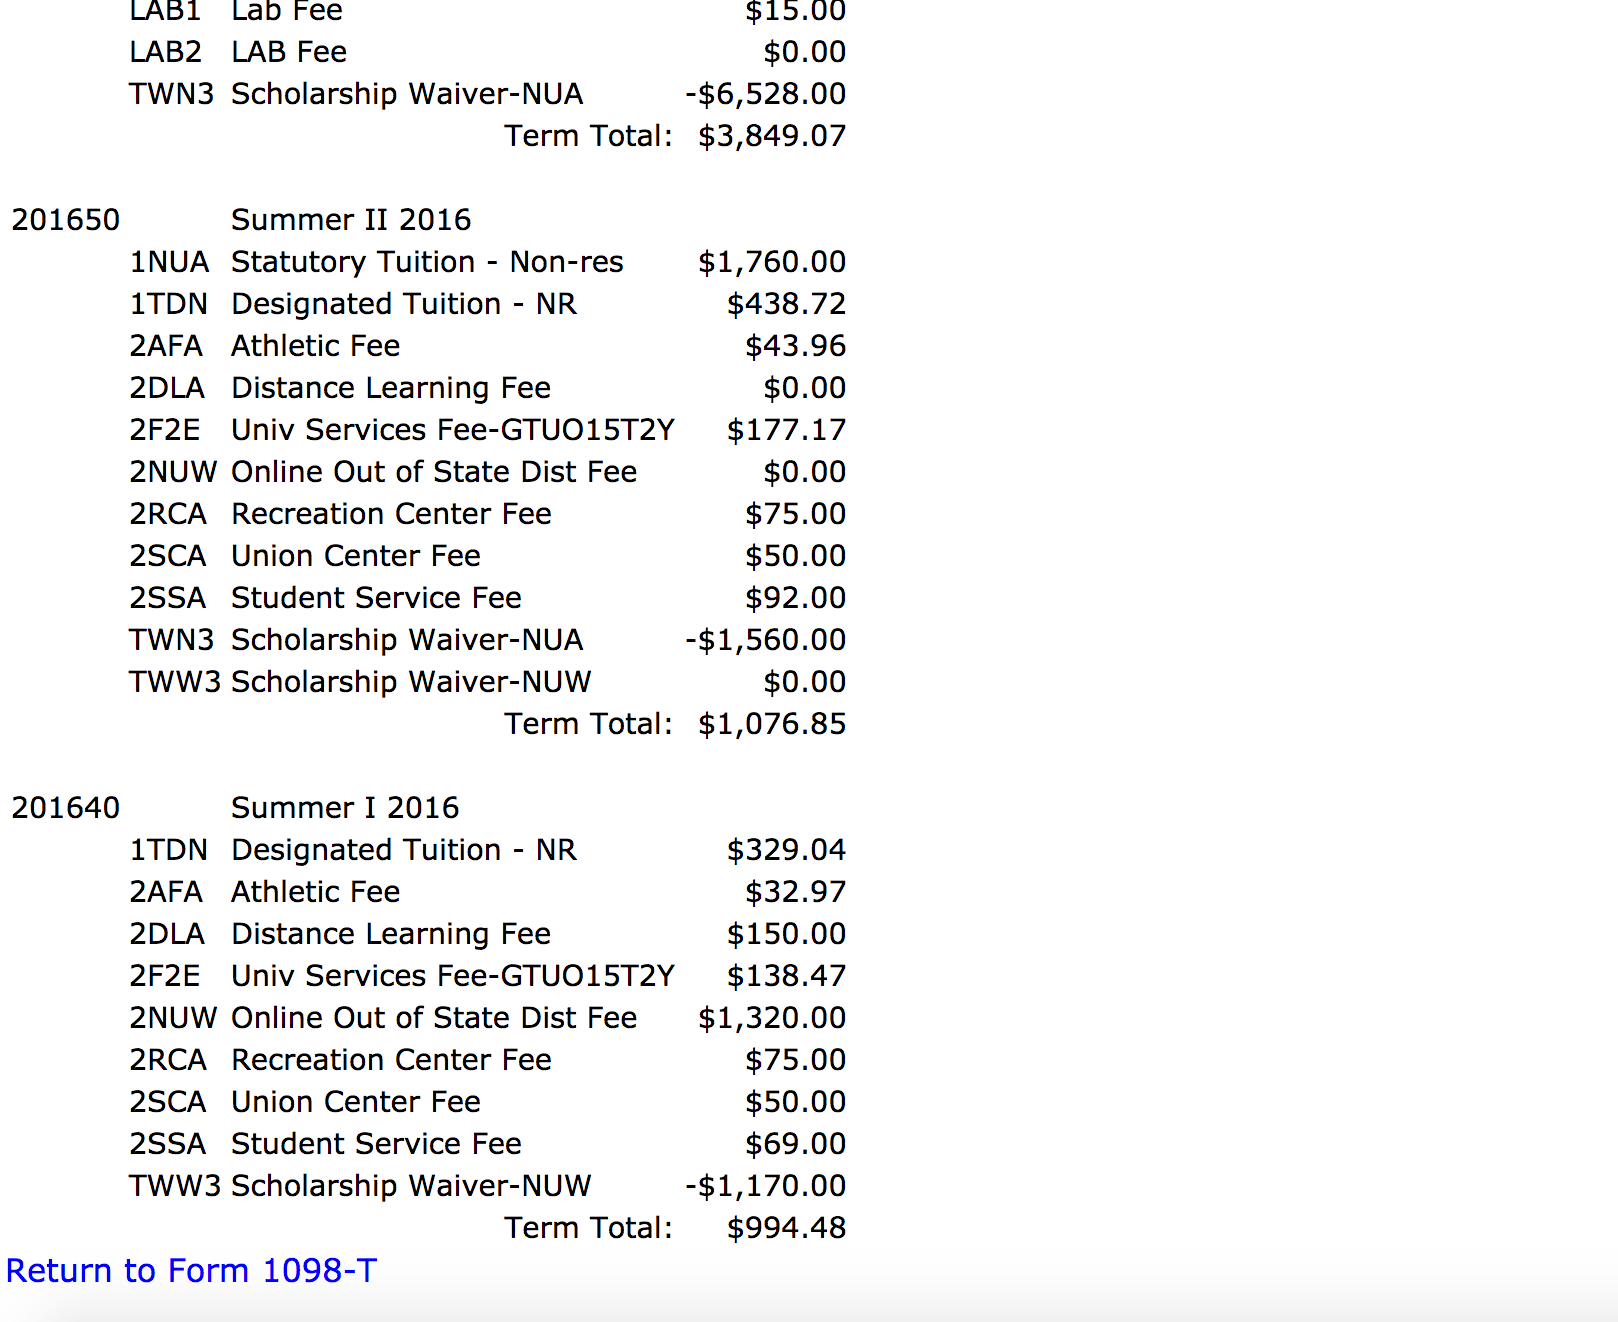 LAB1 Lab Fee $15.00
LAB2 LAB Fee $0.00
TWN3 Scholarship Waiver-NUA -$6,528.00
Term Total: $3,849.07
201650 Summer II 2016
1NUA Statutory Tuition - Non-res $1,760.00
1TDN Designated Tuition - NR $438.72
2AFA Athletic Fee $43.96
2DLA Distance Learning Fee $0.00
2F2E Univ Services Fee-GTUO15T2Y $177.17
2NUW Online Out of State Dist Fee $0.00
2RCA Recreation Center Fee $75.00
2SCA Union Center Fee $50.00
2SSA Student Service Fee $92.00
TWN3 Scholarship Waiver-NUA -$1,560.00
TWW3 Scholarship Waiver-NUW $0.00
Term Total: $1,076.85
201640 Summer I 2016
1TDN Designated Tuition - NR $329.04
2AFA Athletic Fee $32.97
2DLA Distance Learning Fee $150.00
2F2E Univ Services Fee-GTUO15T2Y $138.47
2NUW Online Out of State Dist Fee $1,320.00
2RCA Recreation Center Fee $75.00
2SCA Union Center Fee $50.00
2SSA Student Service Fee $69.00
TWW3 Scholarship Waiver-NUW -$1,170.00
Term Total: $994.48
Return to Form 1098-T